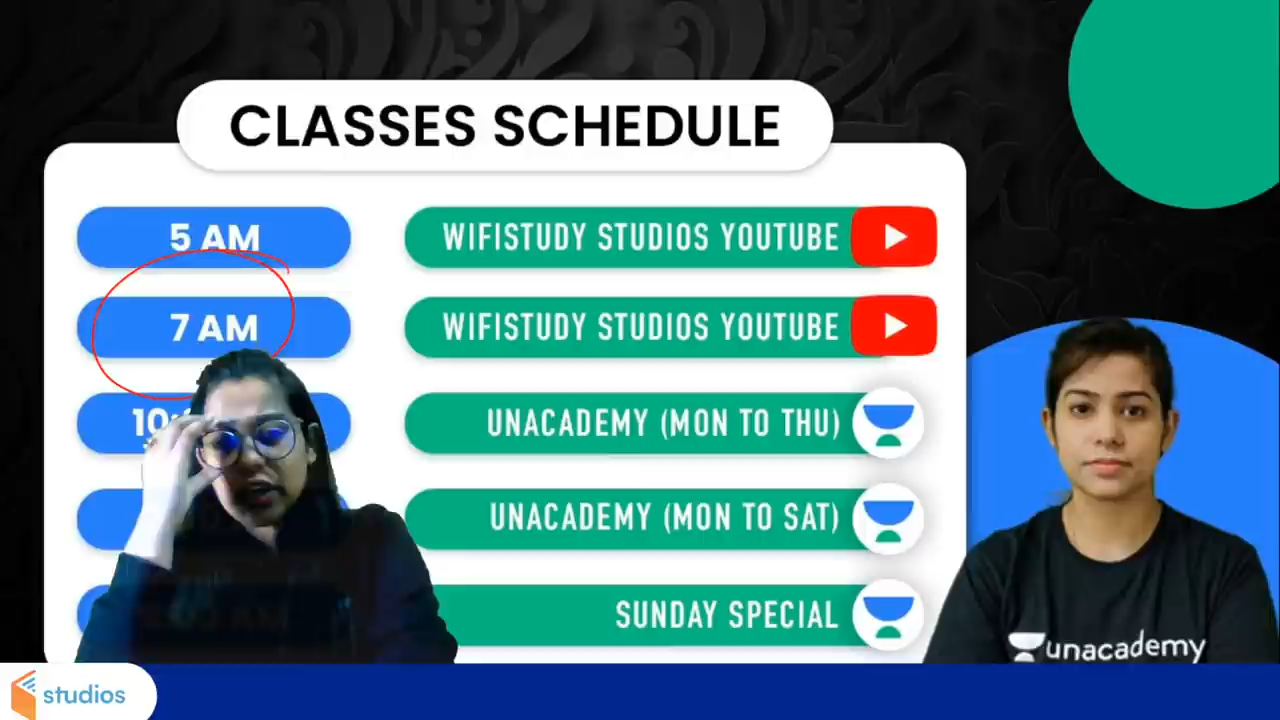 CLASSES SCHEDULE
5 AM
WIFISTUDY STUDIOS YOUTUBE
7 AM
WIFISTUDY STUDIOS YOUTUBE
10:
UNACADEMY (MON TO THU)
UNACADEMY (MON TO SAT)
SUNDAY SPECIAL
unacademy
studios